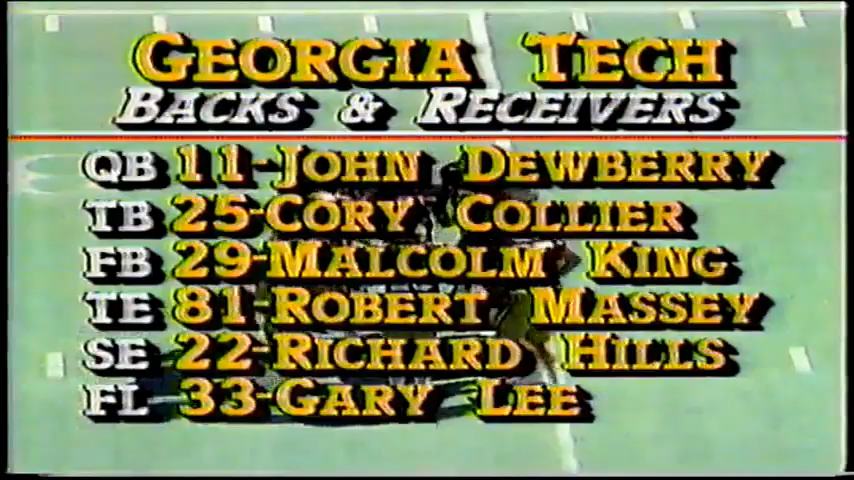 GEORGIA TECH
BACKS & RECEIVERS
QB 11-JOHN DEWBERRY
TB 25-CORY COLLIER
FB 29-MALCOLM KING
TE 81-ROBERT MASSEY
SE 22-RICHARD HILLS
FL 33-GARY LEE